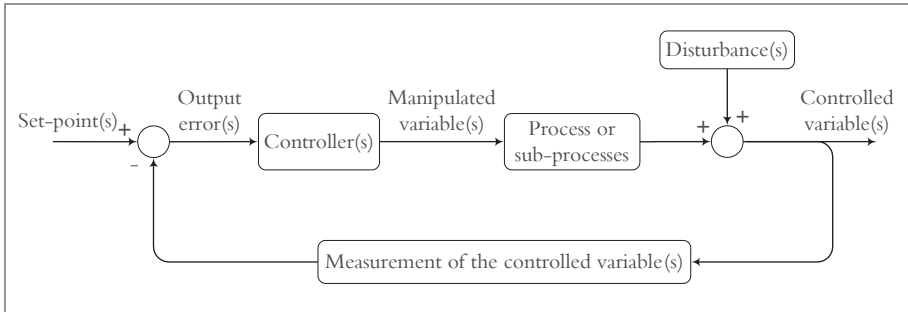 Disturbance(s)
Set-point(s)
+
-
Output
error(s)
Controller(s)
Manipulated
variable(s)
Process or
sub-processes
+
+
Controlled
variable(s)
Measurement of the controlled variable(s)